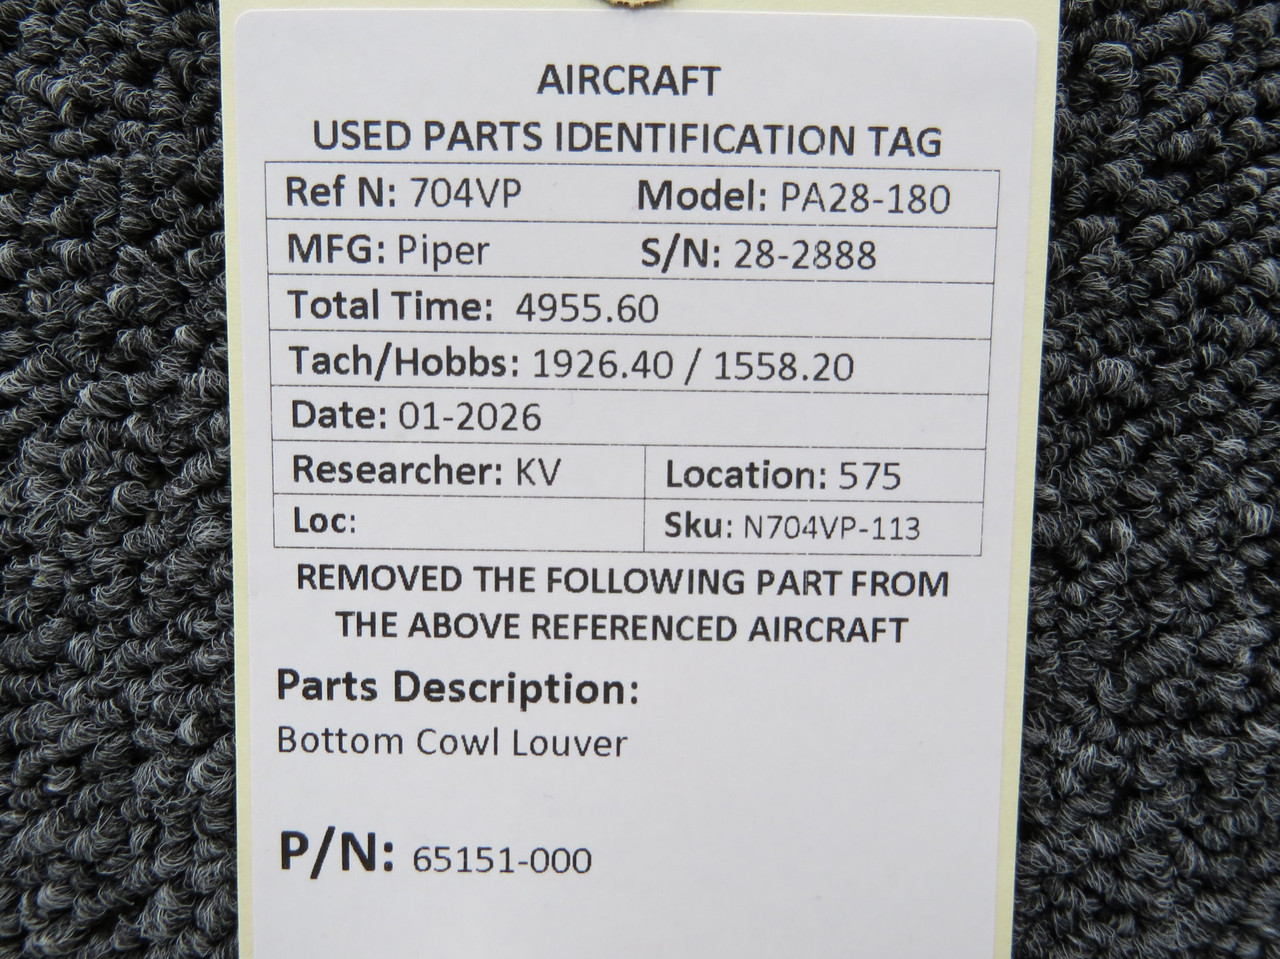 AIRCRAFT
USED PARTS IDENTIFICATION TAG
Ref N: 704VP Model: PA28-180
MFG: Piper S/N: 28-2888
Total Time: 4955.60
Tach/Hobbs: 1926.40 / 1558.20
Date: 01-2026
Researcher: KV Location: 575
Loc: Sku: N704VP-113
REMOVED THE FOLLOWING PART FROM
THE ABOVE REFERENCED AIRCRAFT
Parts Description:
Bottom Cowl Louver
P/N: 65151-000